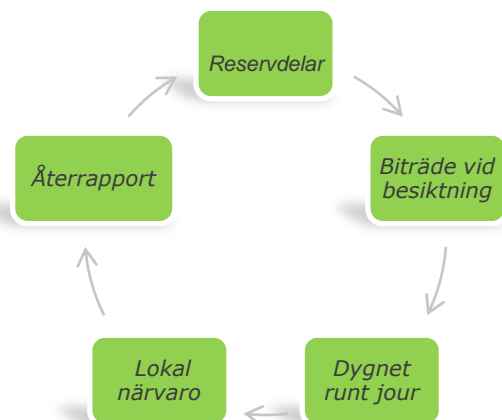 Reservdelar
Biträde vid
besiktning
Dygnet
runt jour
Lokal
närvaro
Återrapport